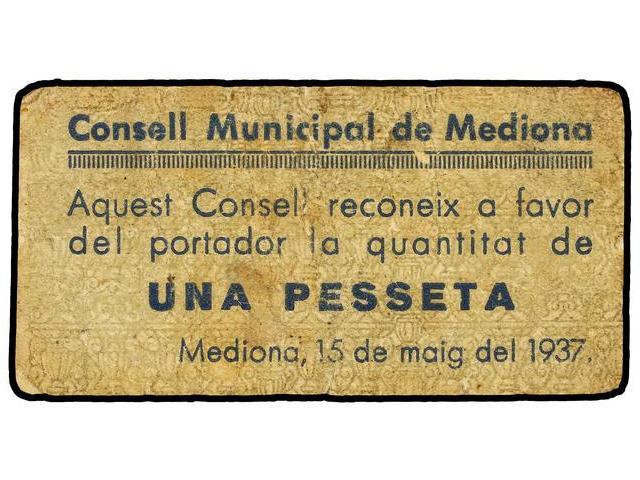 Consell Municipal de Mediona
Aquest Consell reconeix a favor
del portador la quantitat de
UNA PESSETA
Mediona, 15 de maig del 1937.